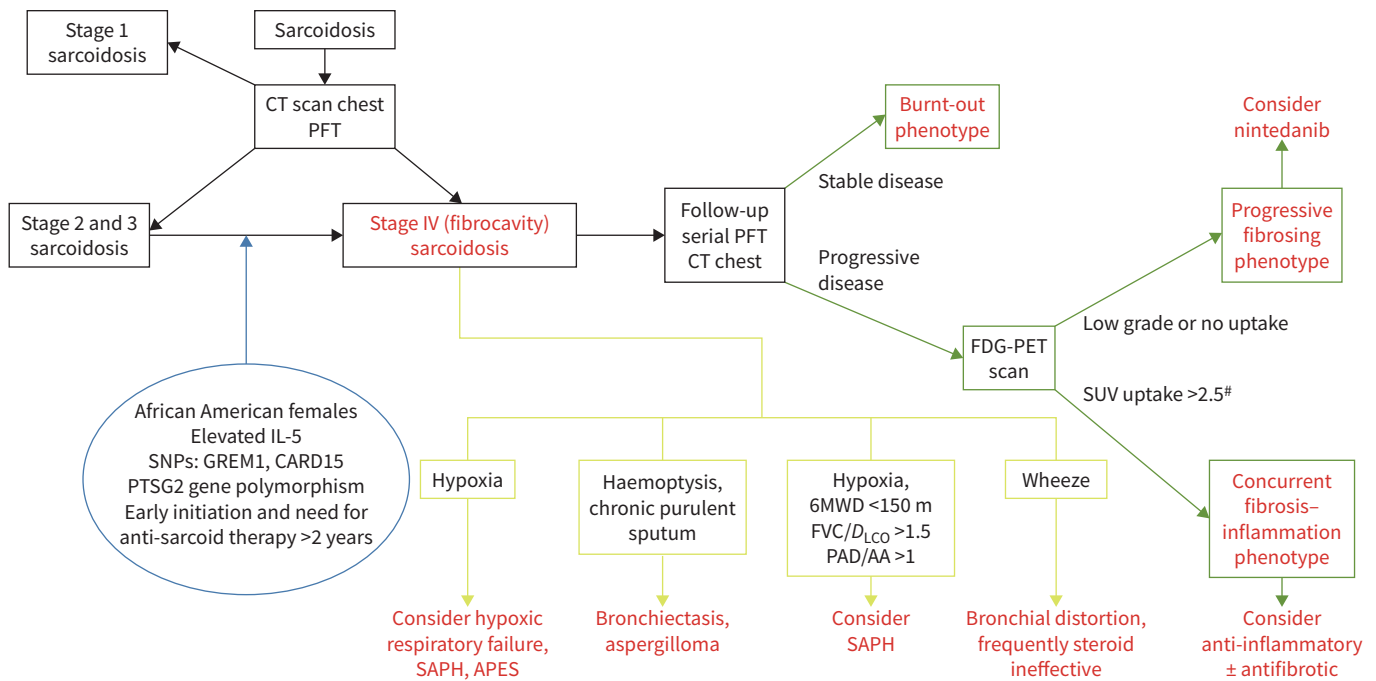 Stage 1
sarcoidosis
Sarcoidosis
CT scan chest
PFT
Stage 2 and 3
sarcoidosis
Stage IV (fibrocavity)
sarcoidosis
Follow-up
serial PFT
CT chest
Burnt-out
phenotype
Stable disease
Progressive
disease
Consider
nintedanib
Progressive
fibrosing
phenotype
Low grade or no uptake
FDG-PET
scan
SUV uptake >2.5#
Concurrent
fibrosis–
inflammation
phenotype
Consider
anti-inflammatory
± antifibrotic
African American females
Elevated IL-5
SNPs: GREM1, CARD15
PTSG2 gene polymorphism
Early initiation and need for
anti-sarcoid therapy >2 years
Hypoxia
Consider hypoxic
respiratory failure,
SAPH, APES
Haemoptysis,
chronic purulent
sputum
Bronchiectasis,
aspergilloma
Hypoxia,
6MWD <150 m
FVC/DLCO >1.5
PAD/AA >1
Consider
SAPH
Wheeze
Bronchial distortion,
frequently steroid
ineffective